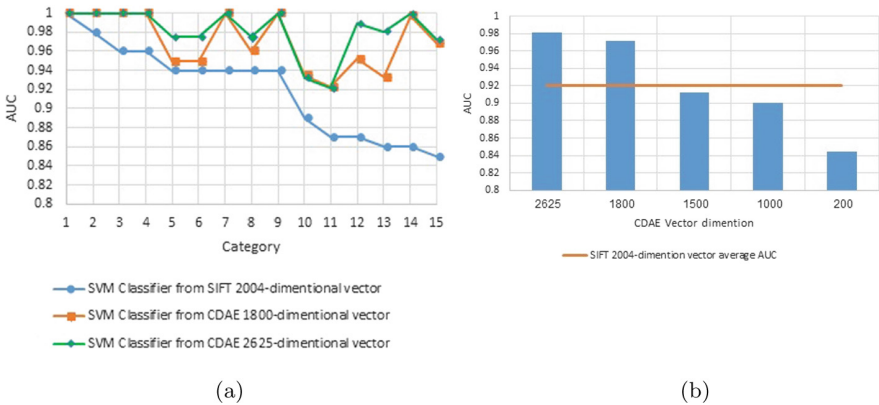 1
0.98
0.96
0.94
0.92
0.9
0.88
0.86
0.84
0.82
0.8
AUC
1 2 3 4 5 6 7 8 9 10 11 12 13 14 15
Category
SVM Classifier from SIFT 2004-dimentional vector
SVM Classifier from CDAE 1800-dimentional vector
SVM Classifier from CDAE 2625-dimentional vector
(a)
1
0.98
0.96
0.94
0.92
0.9
0.88
0.86
0.84
0.82
0.8
AUC
2625 1800 1500 1000 200
CDAE Vector dimention
SIFT 2004-dimention vector average AUC
(b)